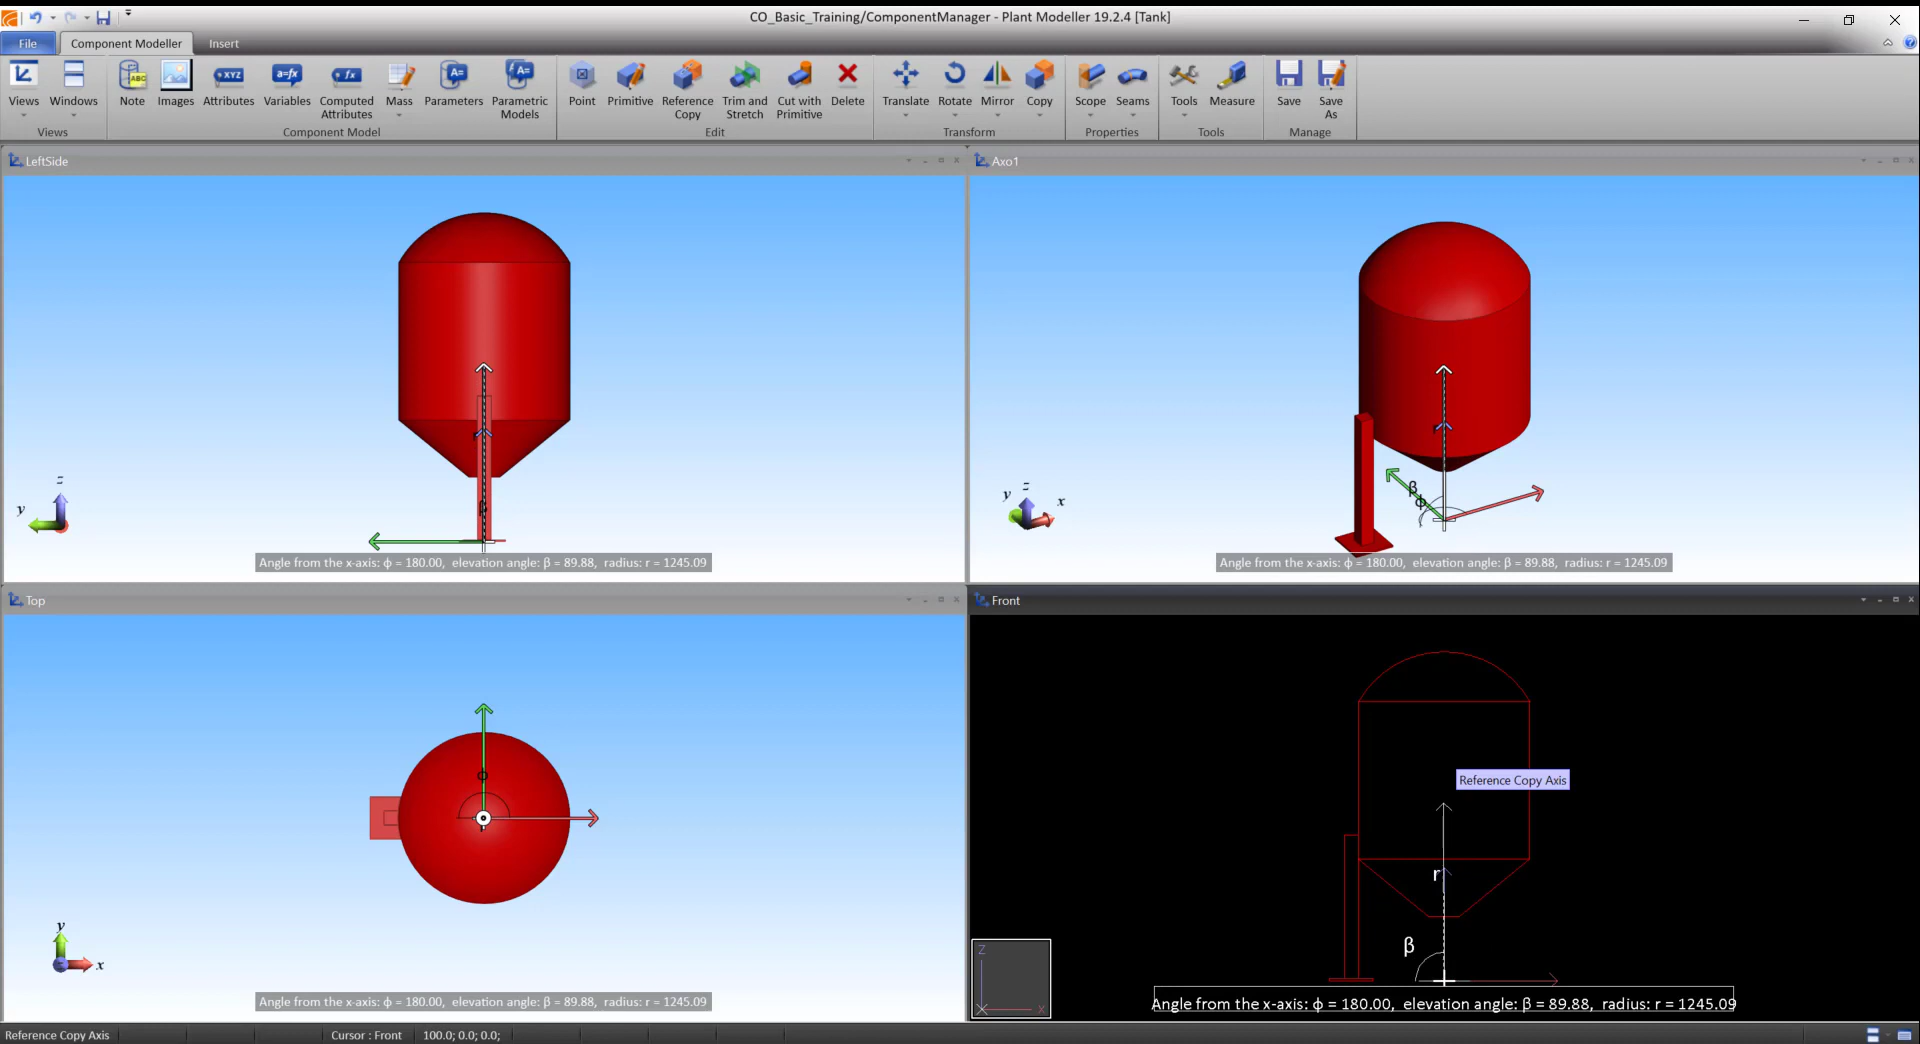 CO_Basic_Training/ComponentManager - Plant Modeller 19.2.4 [Tank]
File Component Modeller Insert
Views Windows Note Images Attributes Variables Computed Attributes Mass Parameters Parametric Models Point Primitive Reference Copy Trim and Stretch Cut with Primitive Delete Translate Rotate Mirror Copy Scope Seams Tools Measure Save Save As
Views Component Model Edit Transform Properties Tools Manage
LeftSide
z
y
Angle from the x-axis: ϕ = 180.00, elevation angle: β = 89.88, radius: r = 1245.09
Axo1
β
ϕ
y z x
Angle from the x-axis: ϕ = 180.00, elevation angle: β = 89.88, radius: r = 1245.09
Top
y
x
Angle from the x-axis: ϕ = 180.00, elevation angle: β = 89.88, radius: r = 1245.09
Front
Reference Copy Axis
r
β
Z
X
Angle from the x-axis: ϕ = 180.00, elevation angle: β = 89.88, radius: r = 1245.09
Reference Copy Axis Cursor : Front 100.0; 0.0; 0.0;